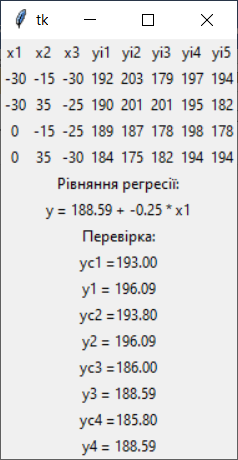 tk
x1 x2 x3 yi1 yi2 yi3 yi4 yi5
-30 -15 -30 192 203 179 197 194
-30 35 -25 190 201 201 195 182
0 -15 -25 189 187 178 198 178
0 35 -30 184 175 182 194 194
Рівняння регресії:
y = 188.59 + -0.25 * x1
Перевірка:
yc1 =193.00
y1 = 196.09
yc2 =193.80
y2 = 196.09
yc3 =186.00
y3 = 188.59
yc4 =185.80
y4 = 188.59